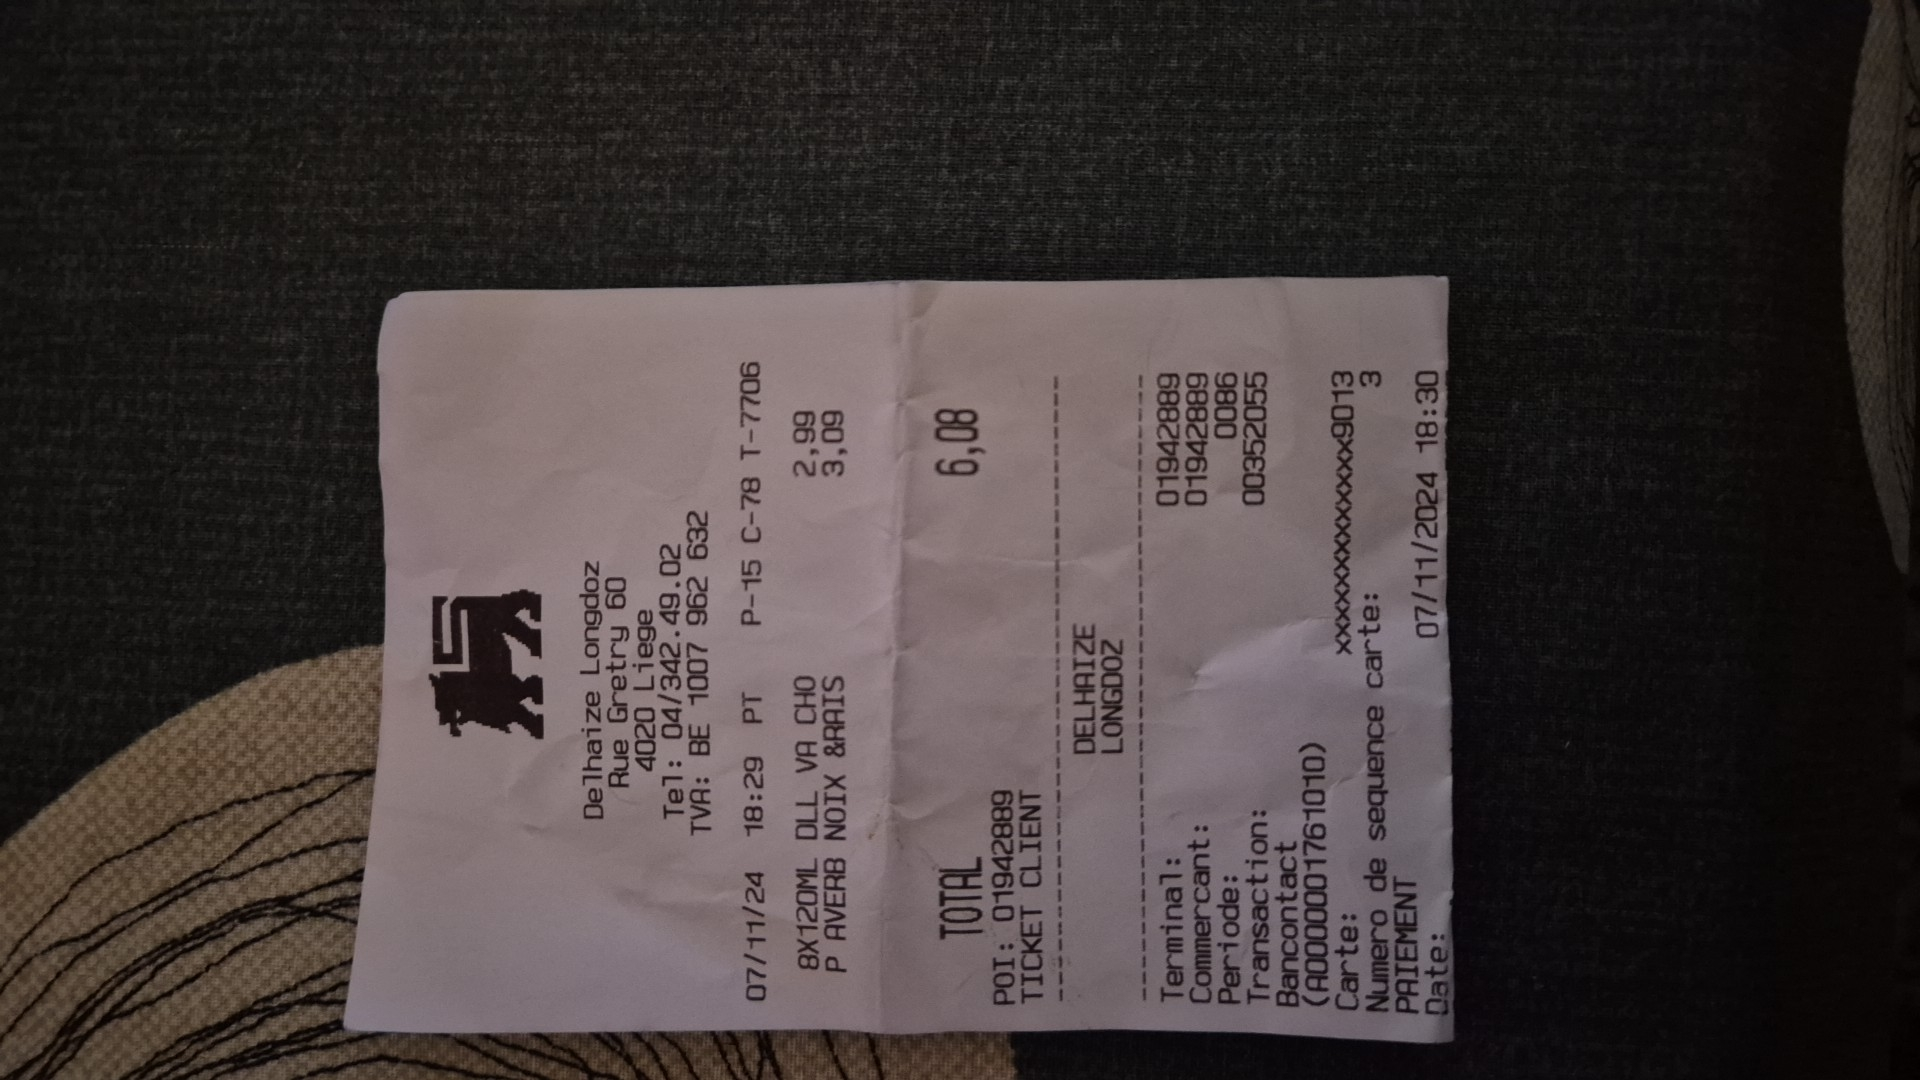 Delhaize Longdoz
Rue Gretry 60
4020 Liege
Tel: 04/342.49.02
TVA: BE 1007 962 632
07/11/24 18:29 PT P-15 C-78 T-7706
8X120ML DLL VA CHO 2,99
P AVERB NOIX &RAIS 3,09
TOTAL 6,08
POI: 01942889
TICKET CLIENT
--------------------------------
DELHAIZE
LONGDOZ
--------------------------------
Terminal: 01942889
Commercant: 01942889
Periode: 0086
Transaction: 00352055
Bancontact
(A0000001761010)
Carte: xxxxxxxxxxxxx9013
Numero de sequence carte: 3
PAIEMENT
Date: 07/11/2024 18:30